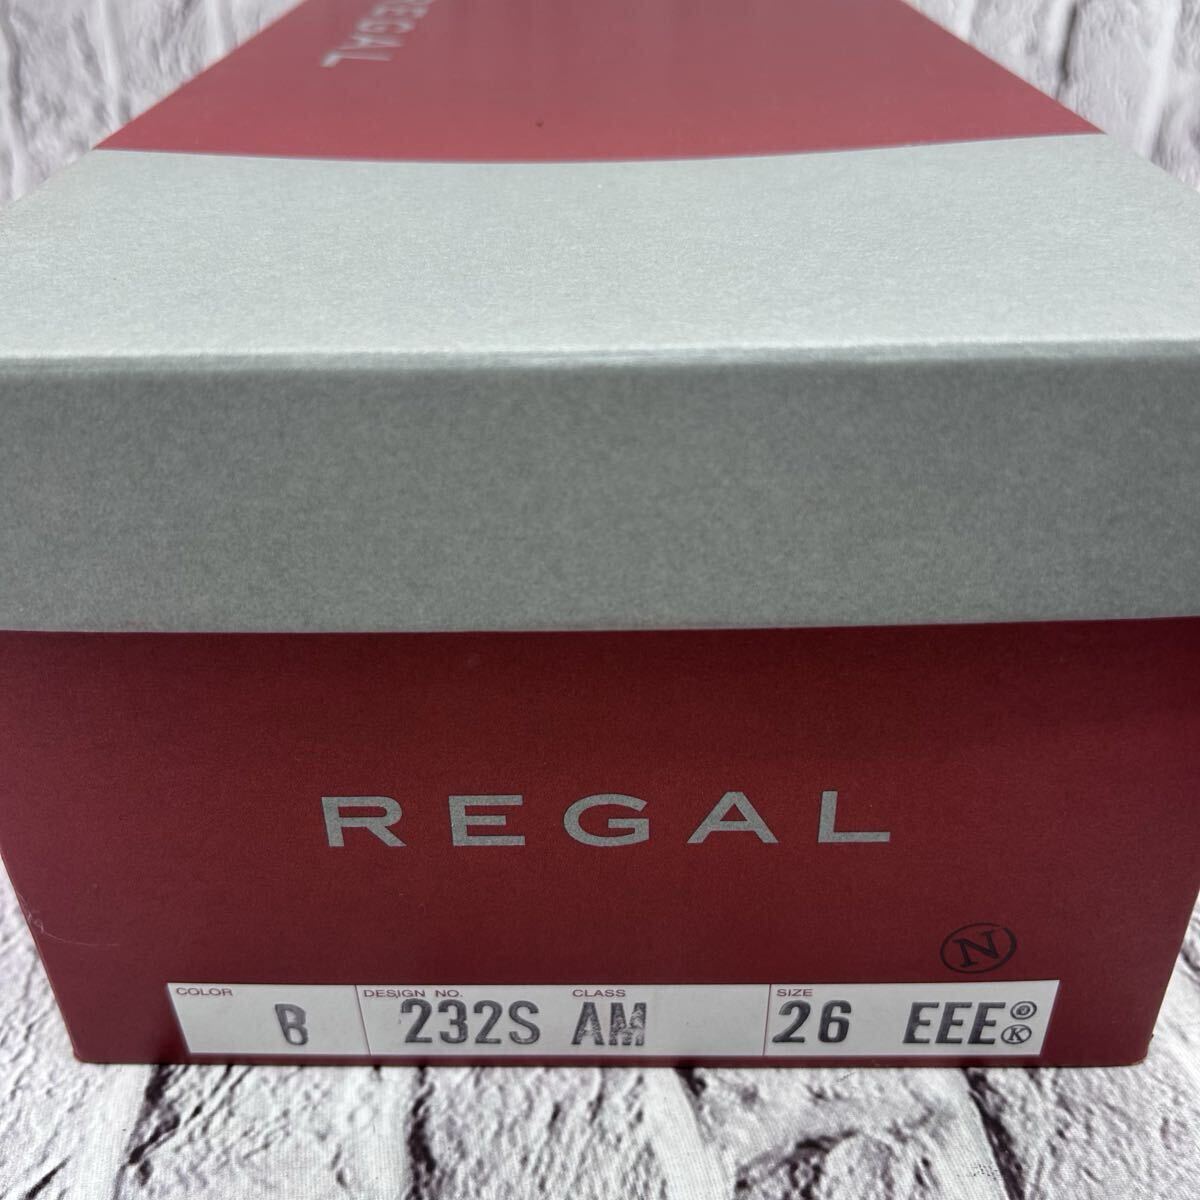 REGAL
REGAL
N
COLOR B DESIGN NO. 232S CLASS AM SIZE 26 EEE
K